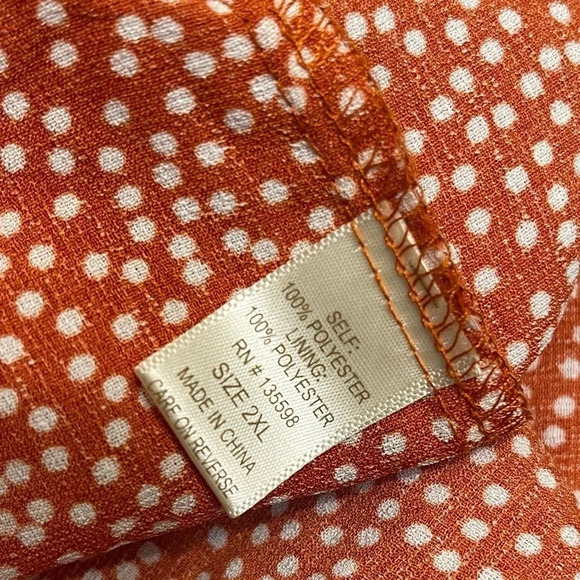 SELF:
100% POLYESTER
LINING:
100% POLYESTER
RN # 135598
SIZE 2XL
MADE IN CHINA
CARE ON REVERSE